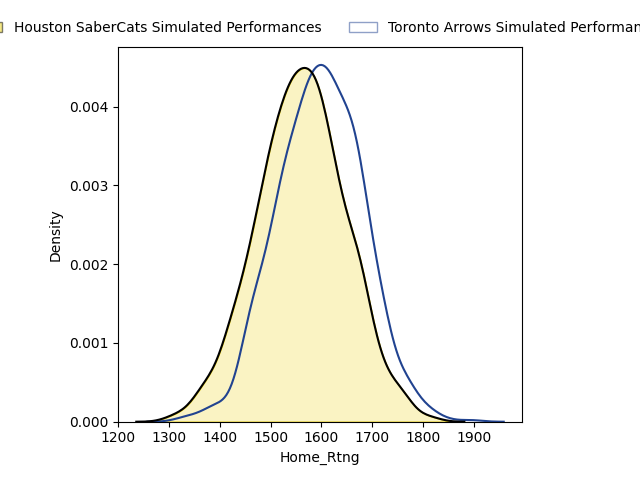 Houston SaberCats Simulated Performances Toronto Arrows Simulated
0.004
0.003
0.002
0.001
0.000
Density
1200 1300 1400 1500 1600 1700 1800 1900
Home_Rtng